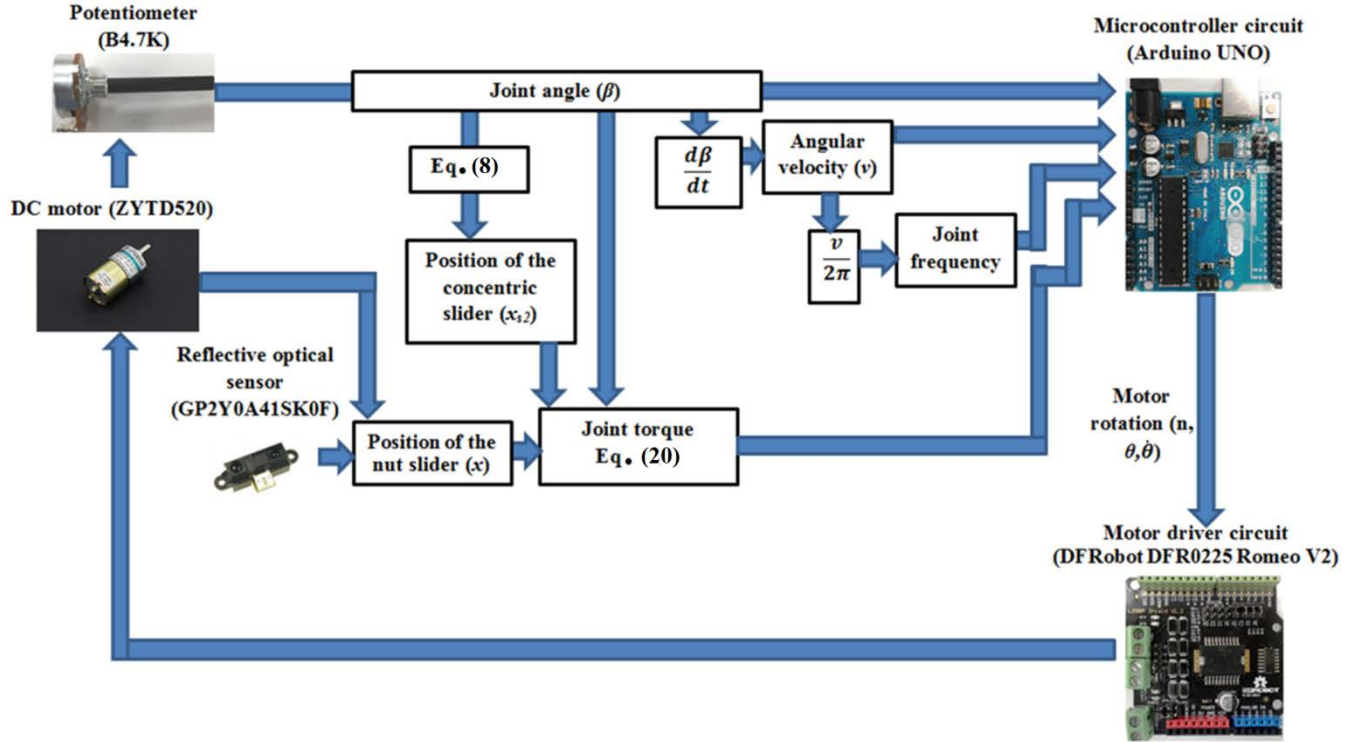 Potentiometer
(B4.7K)
Microcontroller circuit
(Arduino UNO)
Joint angle (β)
Eq. (8)
dβ
dt
Angular
velocity (v)
DC motor (ZYTD520)
v
2π
Joint
frequency
Position of the
concentric
slider (xs2)
Reflective optical
sensor
(GP2Y0A41SK0F)
Position of the
nut slider (x)
Joint torque
Eq. (20)
Motor
rotation (n,
θ,θ̇)
Motor driver circuit
(DFRobot DFR0225 Romeo V2)